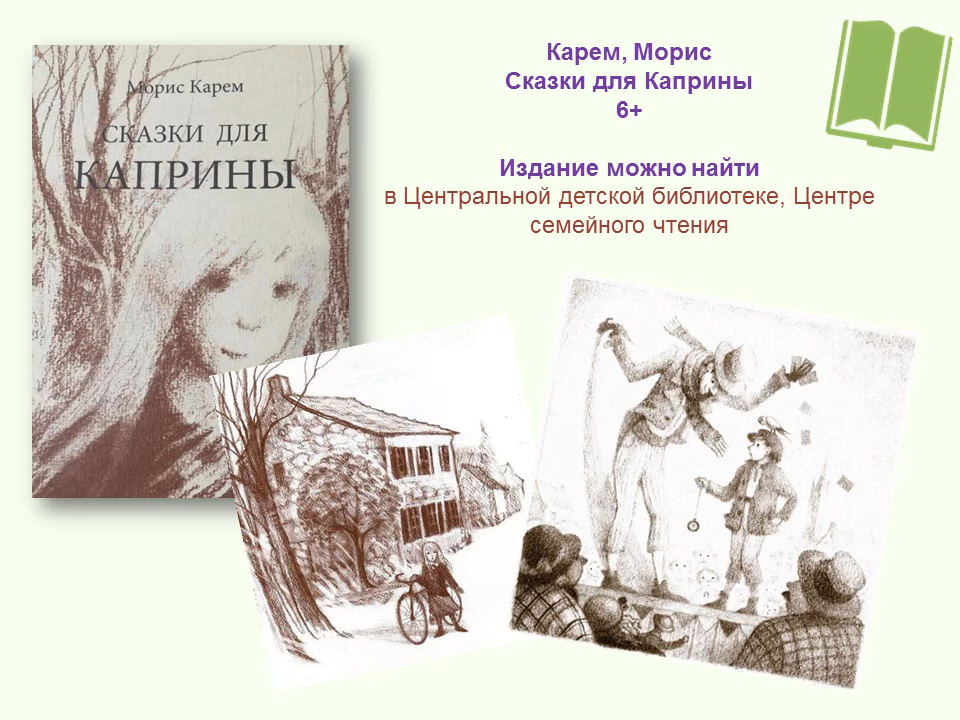 Морис Карем
СКАЗКИ ДЛЯ
КАПРИНЫ
Карем, Морис
Сказки для Каприны
6+
Издание можно найти
в Центральной детской библиотеке, Центре
семейного чтения